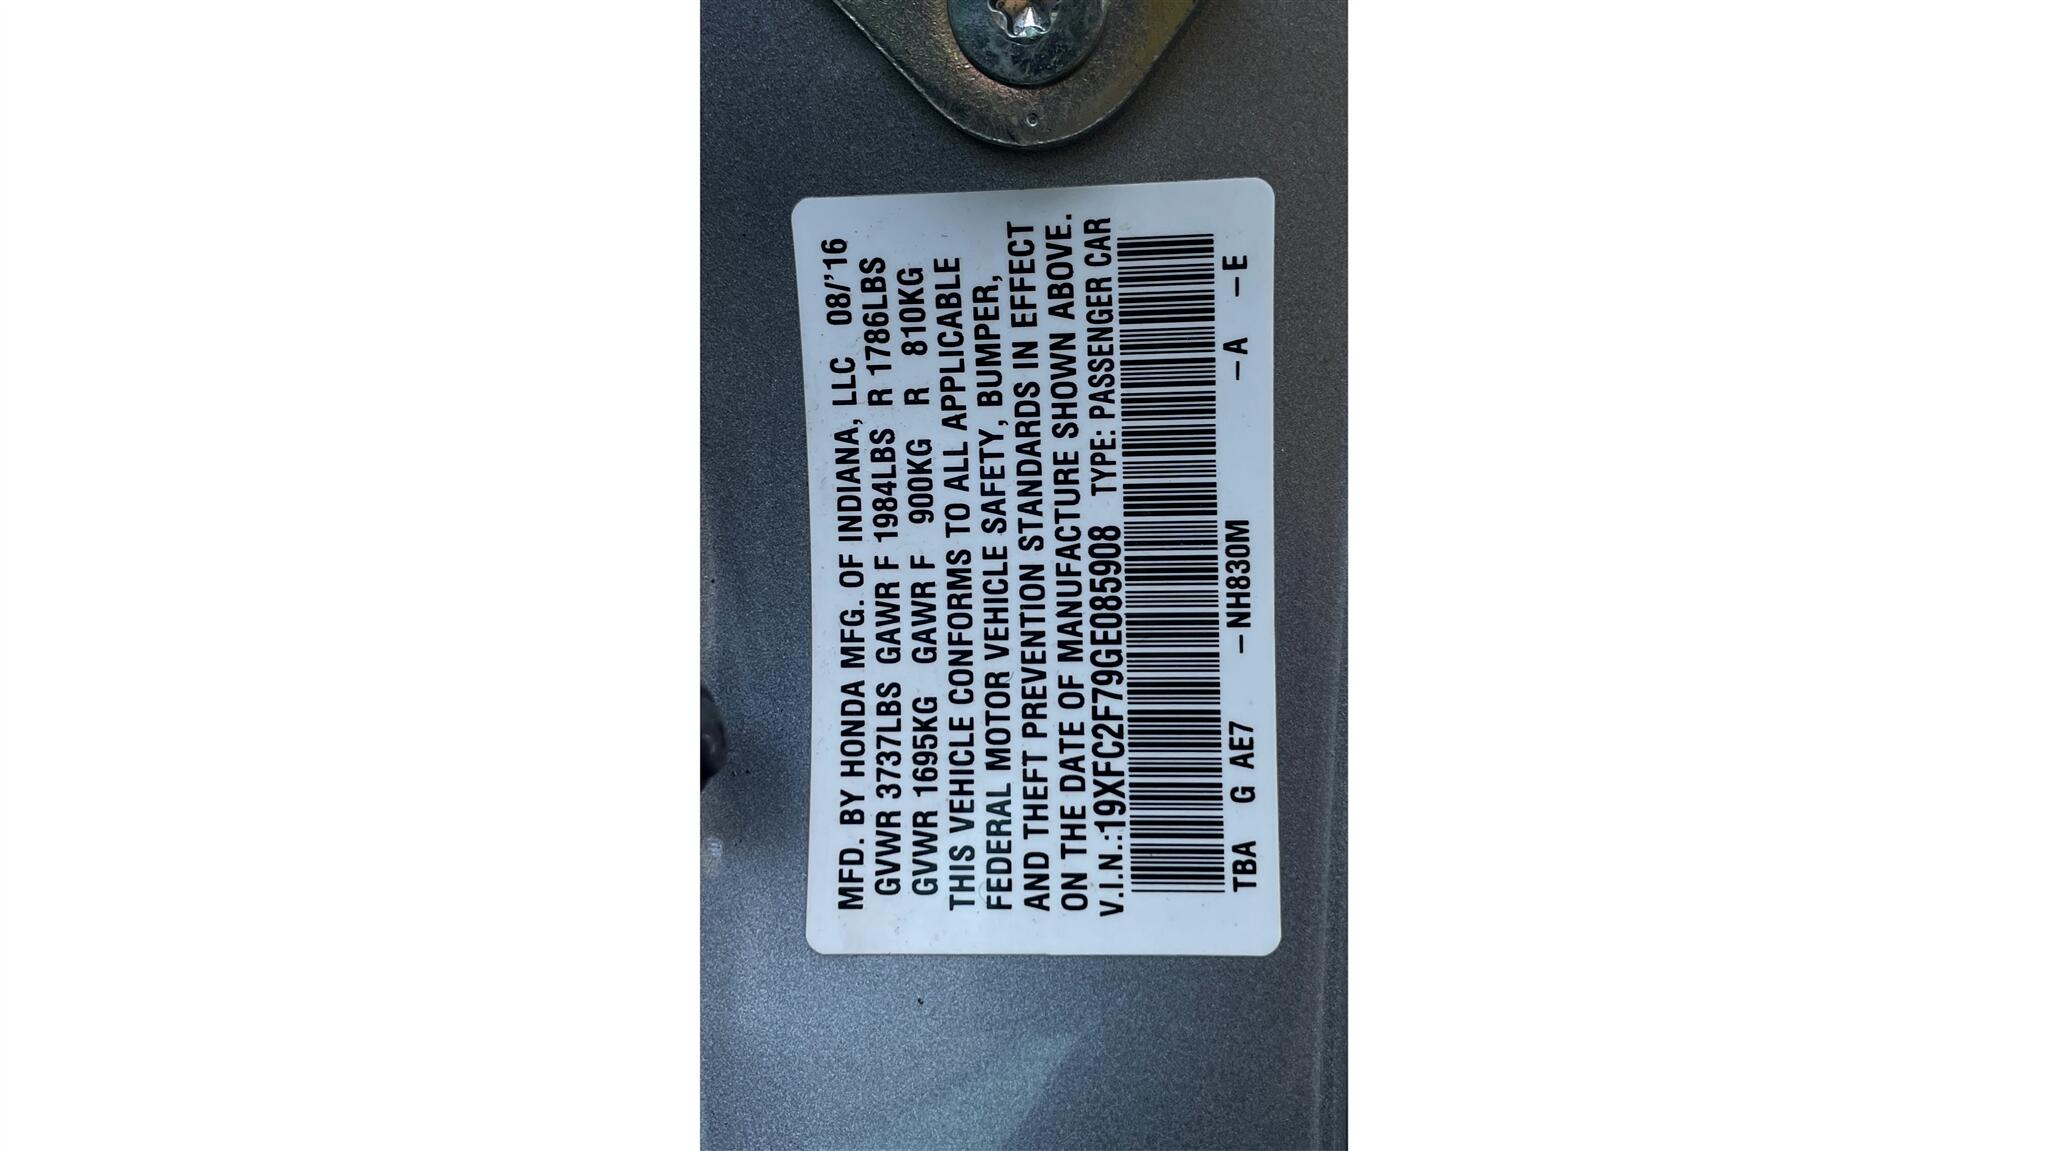 MFD. BY HONDA MFG. OF INDIANA, LLC 08/'16
GVWR 3737LBS GAWR F 1984LBS R 1786LBS
GVWR 1695KG GAWR F 900KG R 810KG
THIS VEHICLE CONFORMS TO ALL APPLICABLE
FEDERAL MOTOR VEHICLE SAFETY, BUMPER,
AND THEFT PREVENTION STANDARDS IN EFFECT
ON THE DATE OF MANUFACTURE SHOWN ABOVE.
V.I.N.:19XFC2F79GE085908 TYPE: PASSENGER CAR
TBA G AE7 –NH830M –A –E